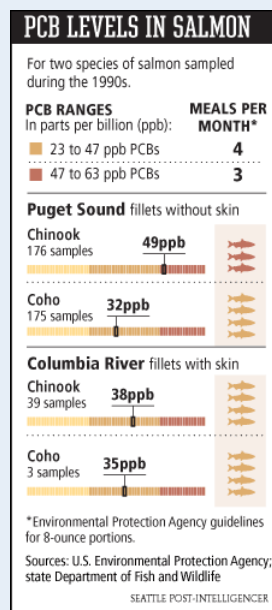 PCB LEVELS IN SALMON
For two species of salmon sampled
during the 1990s.
PCB RANGES
In parts per billion (ppb):
MEALS PER
MONTH*
23 to 47 ppb PCBs 4
47 to 63 ppb PCBs 3
Puget Sound fillets without skin
Chinook
176 samples
49ppb
Coho
175 samples
32ppb
Columbia River fillets with skin
Chinook
39 samples
38ppb
Coho
3 samples
35ppb
*Environmental Protection Agency guidelines
for 8-ounce portions.
Sources: U.S. Environmental Protection Agency;
state Department of Fish and Wildlife
SEATTLE POST-INTELLIGENCER